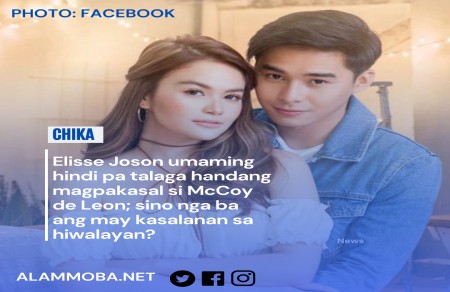 PHOTO: FACEBOOK
CHIKA
Elisse Joson umaming
hindi pa talaga handang
magpakasal si McCoy
de Leon; sino nga ba
ang may kasalanan sa
hiwalayan?
News
ALAMMOBA.NET